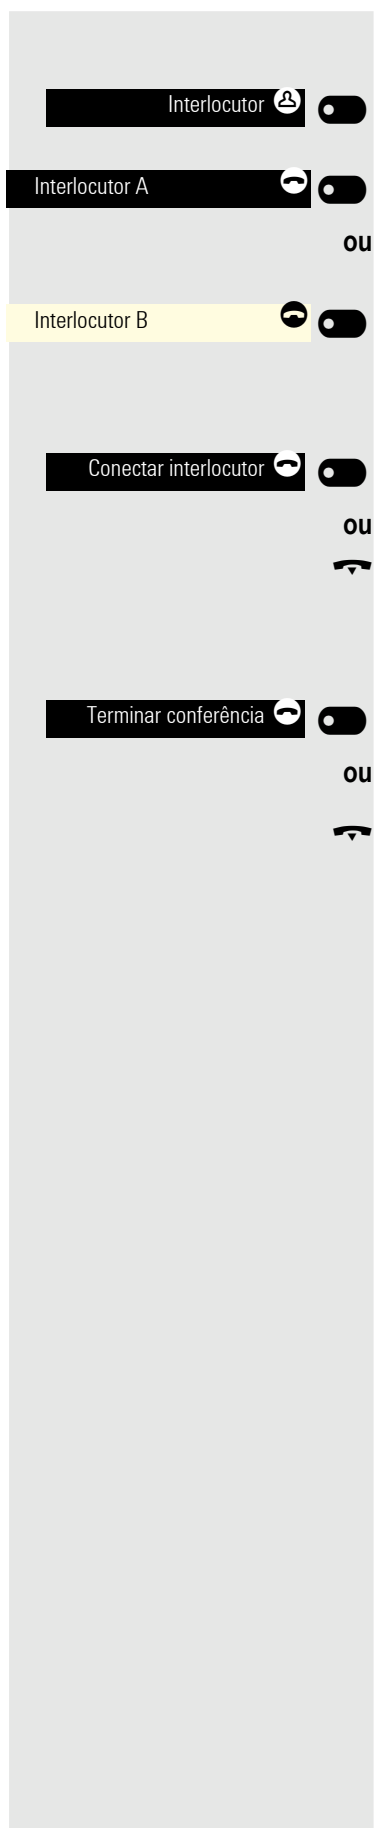 Interlocutor
Interlocutor A
ou
Interlocutor B
Conectar interlocutor
ou
Terminar conferência
ou